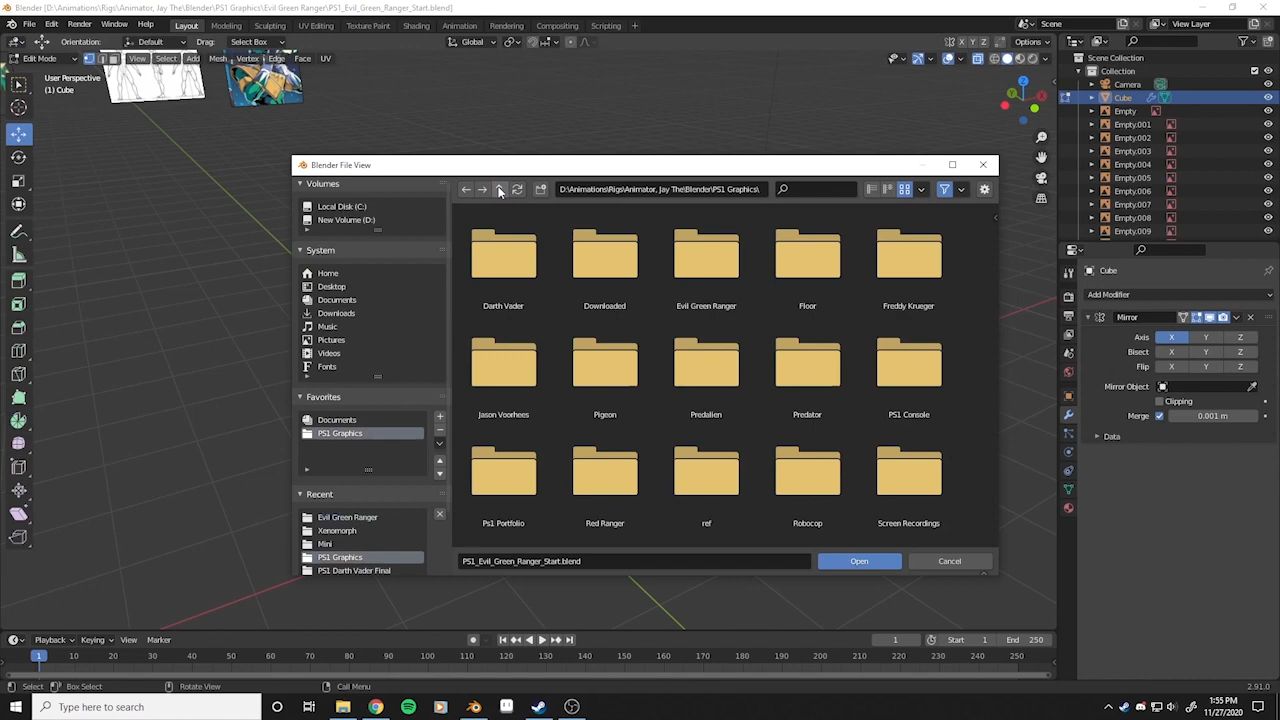 Blender [D:\Animations\Rigs\Animator, Jay The\Blender\PS1 Graphics\Evil Green Ranger\PS1_Evil_Green_Ranger_Start.blend]
File Edit Render Window Help Layout Modeling Sculpting UV Editing Texture Paint Shading Animation Rendering Compositing Scripting + Scene View Layer
Orientation: Default Drag: Select Box Global X Y Z Options
Edit Mode View Select Add Mesh Vertex Edge Face UV
User Perspective
(1) Cube
Z
Y
X
Scene Collection
Collection
Camera
Cube
Empty
Empty.001
Empty.002
Empty.003
Empty.004
Empty.005
Empty.006
Empty.007
Empty.008
Empty.009
Cube
Add Modifier
Mirror
Axis X Y Z
Bisect X Y Z
Flip X Y Z
Mirror Object
Clipping
Merge 0.001 m
Data
Blender File View
Volumes
Local Disk (C:)
New Volume (D:)
System
Home
Desktop
Documents
Downloads
Music
Pictures
Videos
Fonts
Favorites
Documents
PS1 Graphics
Recent
Evil Green Ranger
Xenomorph
Mini
PS1 Graphics
PS1 Darth Vader Final
D:\Animations\Rigs\Animator, Jay The\Blender\PS1 Graphics\
Darth Vader Downloaded Evil Green Ranger Floor Freddy Krueger
Jason Voorhees Pigeon Predalien Predator PS1 Console
Ps1 Portfolio Red Ranger ref Robocop Screen Recordings
PS1_Evil_Green_Ranger_Start.blend Open Cancel
Playback Keying View Marker 1 Start 1 End 250
1 10 20 30 40 50 60 70 80 90 100 110 120 130 140 150 160 170 180 190 200 210 220 230 240 250
Select Box Select Rotate View Call Menu 2.91.0
Type here to search
1:55 PM
11/27/2020